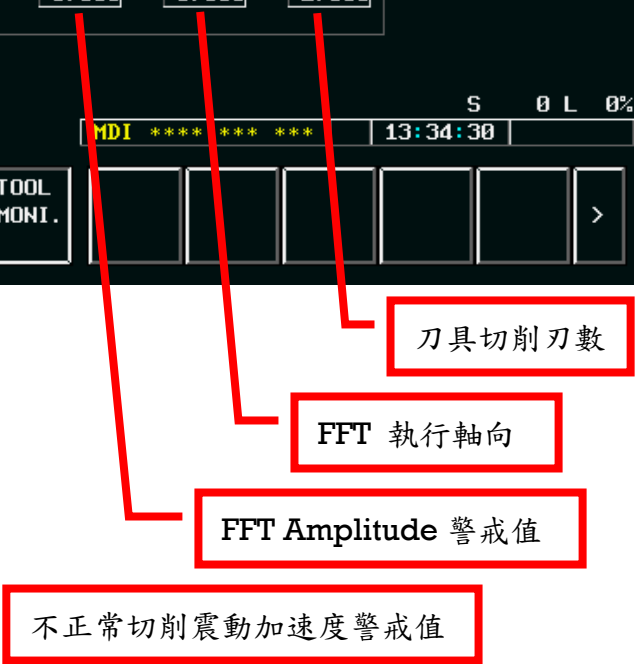 S 0 L 0%
MDI **** *** *** 13:34:30
TOOL
MONI.
>
刀具切削刃數
FFT 執行軸向
FFT Amplitude 警戒值
不正常切削震動加速度警戒值